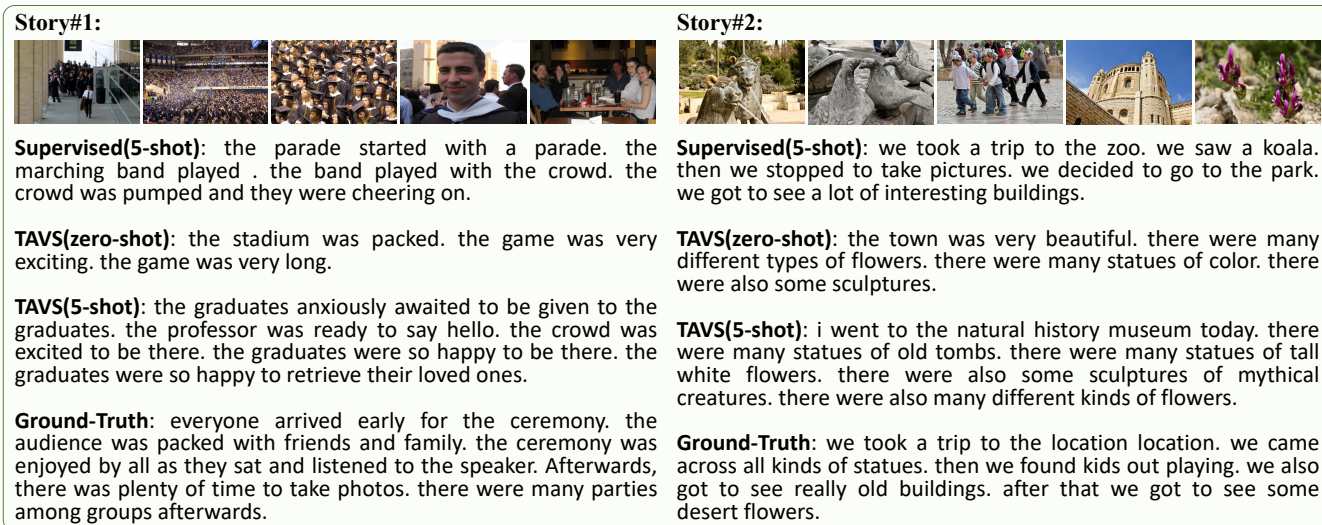 Story#1:
Supervised(5-shot): the parade started with a parade. the
marching band played . the band played with the crowd. the
crowd was pumped and they were cheering on.
TAVS(zero-shot): the stadium was packed. the game was very
exciting. the game was very long.
TAVS(5-shot): the graduates anxiously awaited to be given to the
graduates. the professor was ready to say hello. the crowd was
excited to be there. the graduates were so happy to be there. the
graduates were so happy to retrieve their loved ones.
Ground-Truth: everyone arrived early for the ceremony. the
audience was packed with friends and family. the ceremony was
enjoyed by all as they sat and listened to the speaker. Afterwards,
there was plenty of time to take photos. there were many parties
among groups afterwards.
Story#2:
Supervised(5-shot): we took a trip to the zoo. we saw a koala.
then we stopped to take pictures. we decided to go to the park.
we got to see a lot of interesting buildings.
TAVS(zero-shot): the town was very beautiful. there were many
different types of flowers. there were many statues of color. there
were also some sculptures.
TAVS(5-shot): i went to the natural history museum today. there
were many statues of old tombs. there were many statues of tall
white flowers. there were also some sculptures of mythical
creatures. there were also many different kinds of flowers.
Ground-Truth: we took a trip to the location location. we came
across all kinds of statues. then we found kids out playing. we also
got to see really old buildings. after that we got to see some
desert flowers.